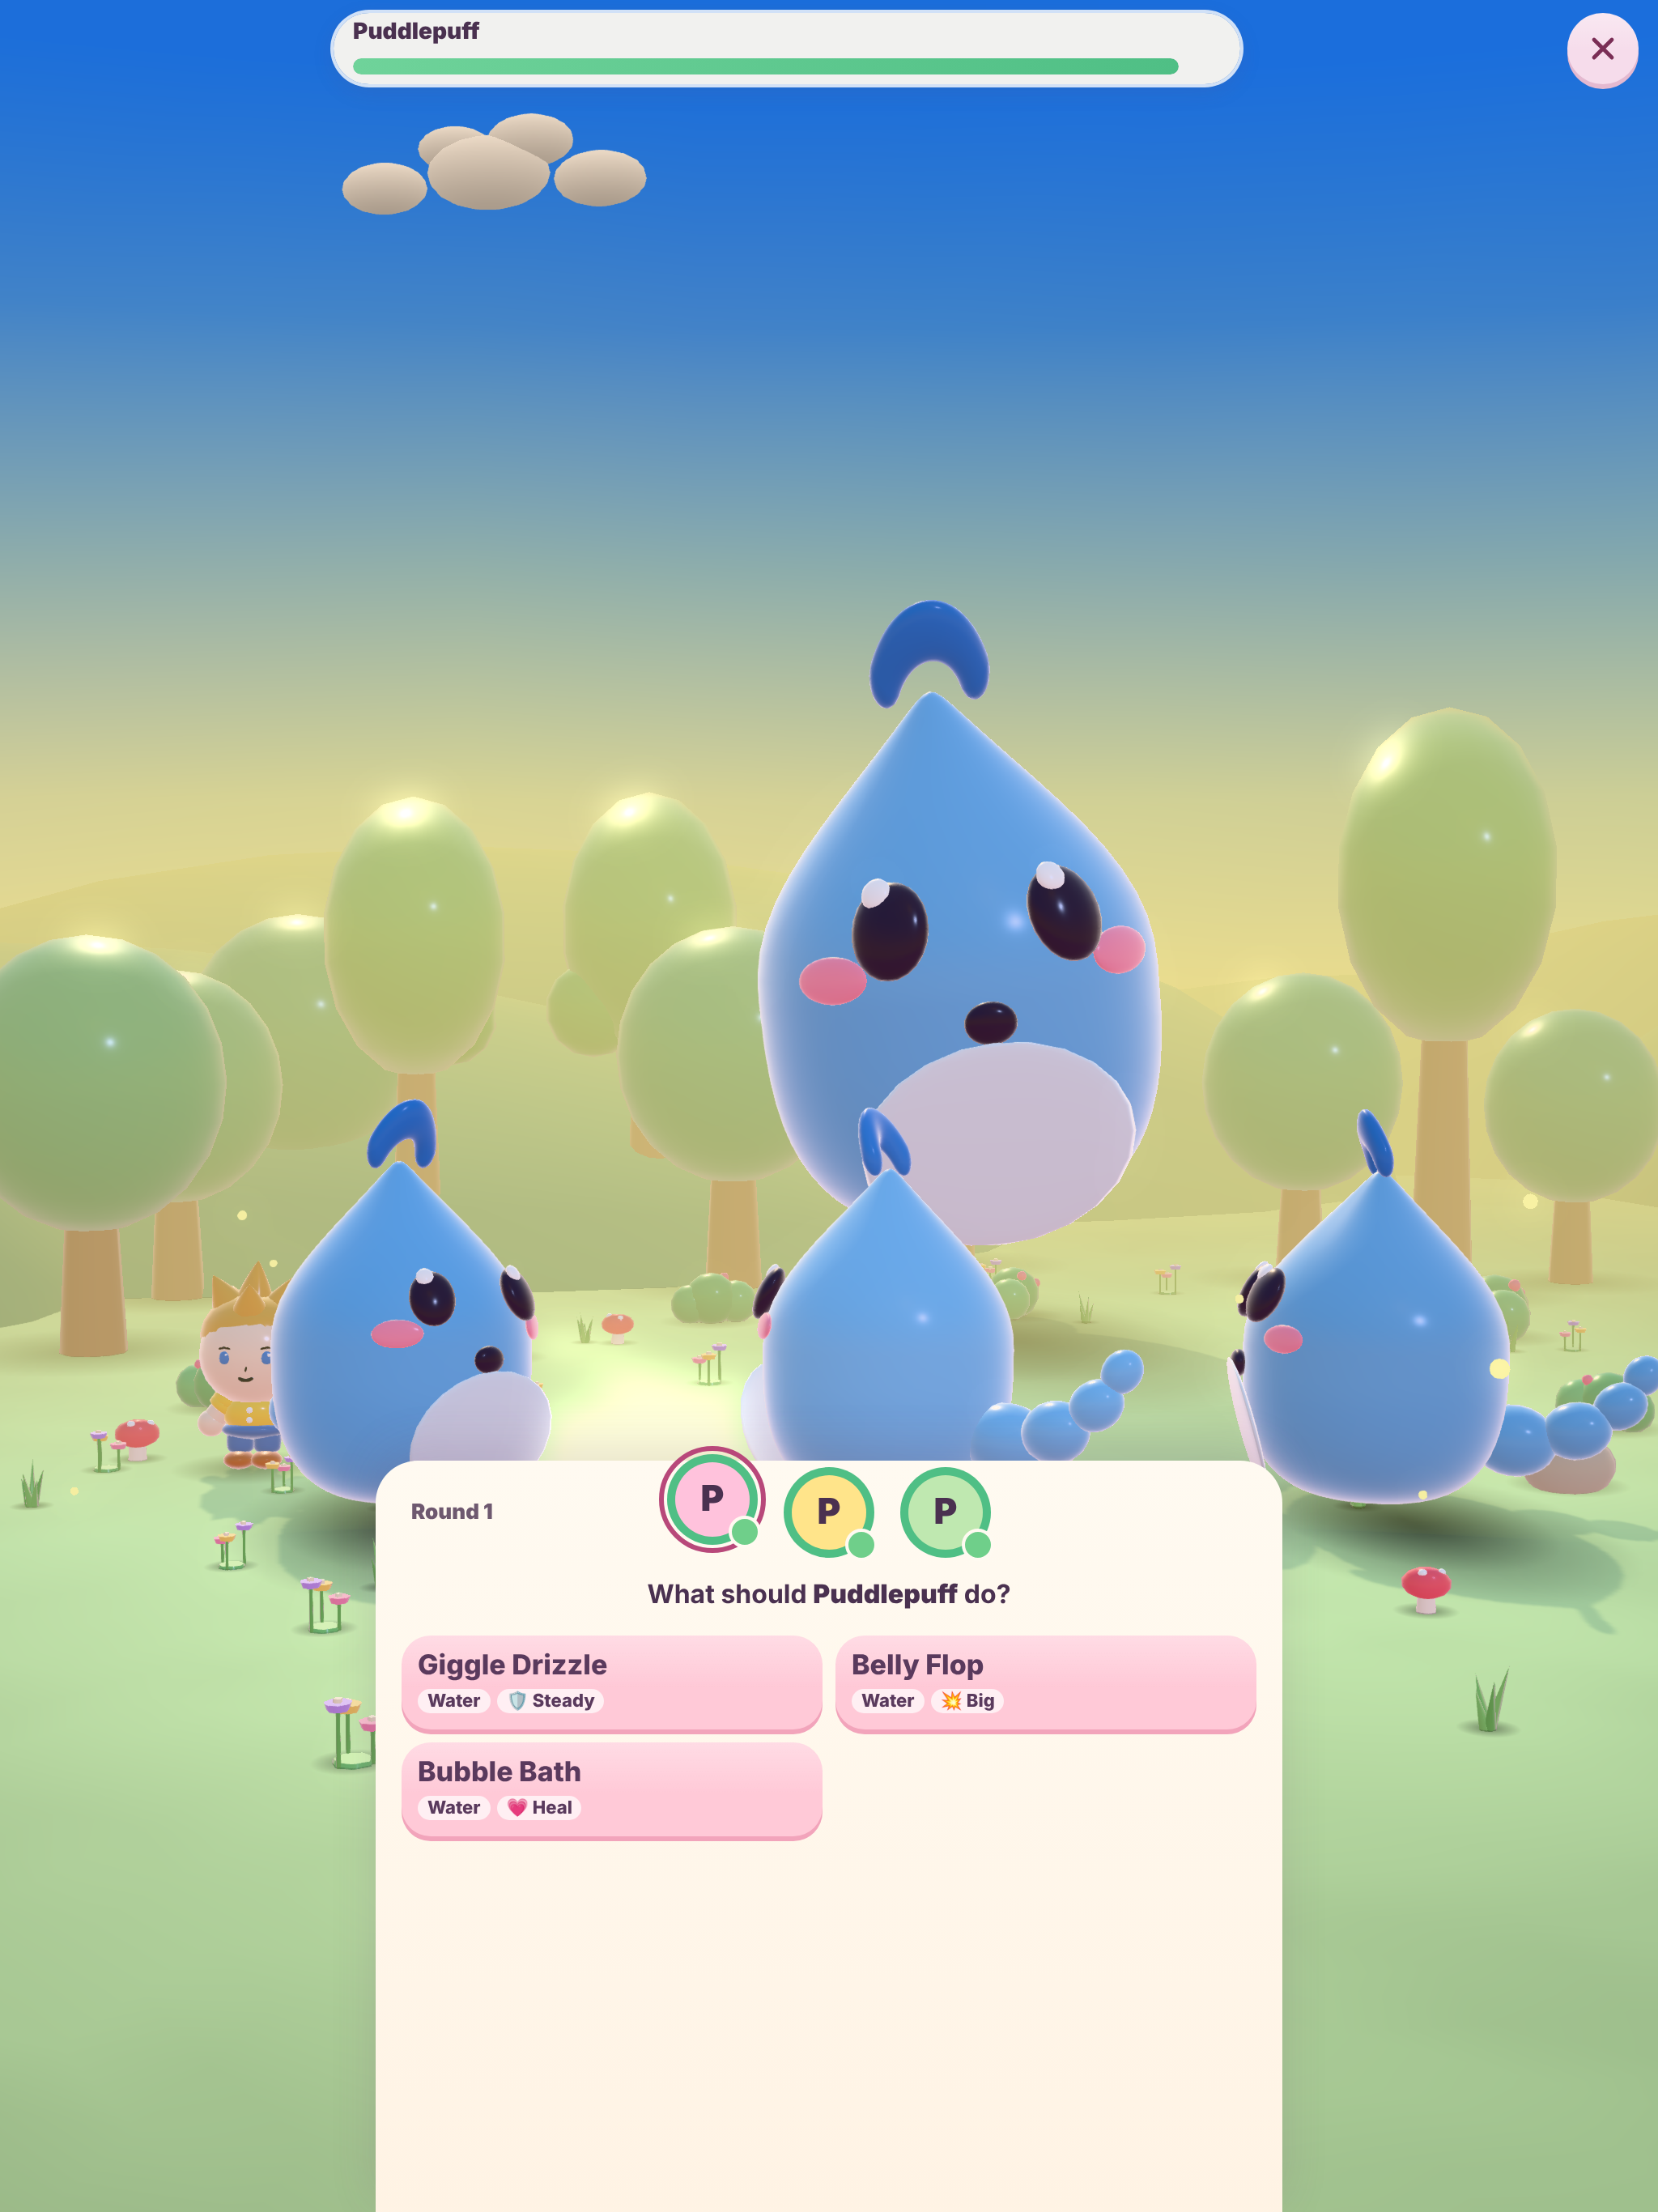 Puddlepuff
Round 1
P
P
P
What should Puddlepuff do?
Giggle Drizzle
Water 🛡️ Steady
Belly Flop
Water 💥 Big
Bubble Bath
Water 💗 Heal